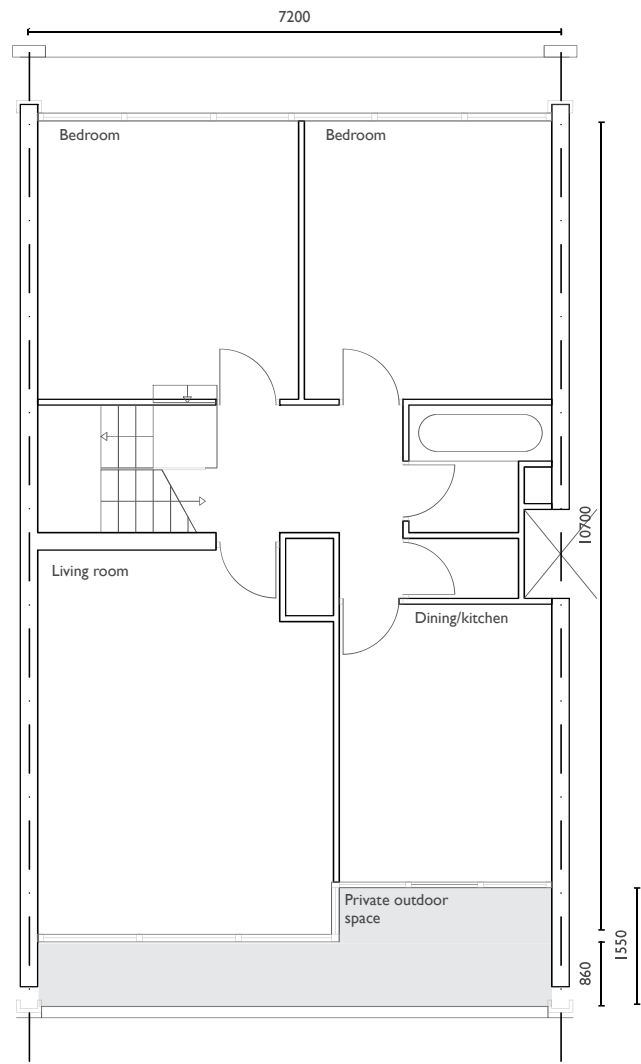 7200
Bedroom
Bedroom
10700
Living room
Dining/kitchen
Private outdoor
space
1550
860